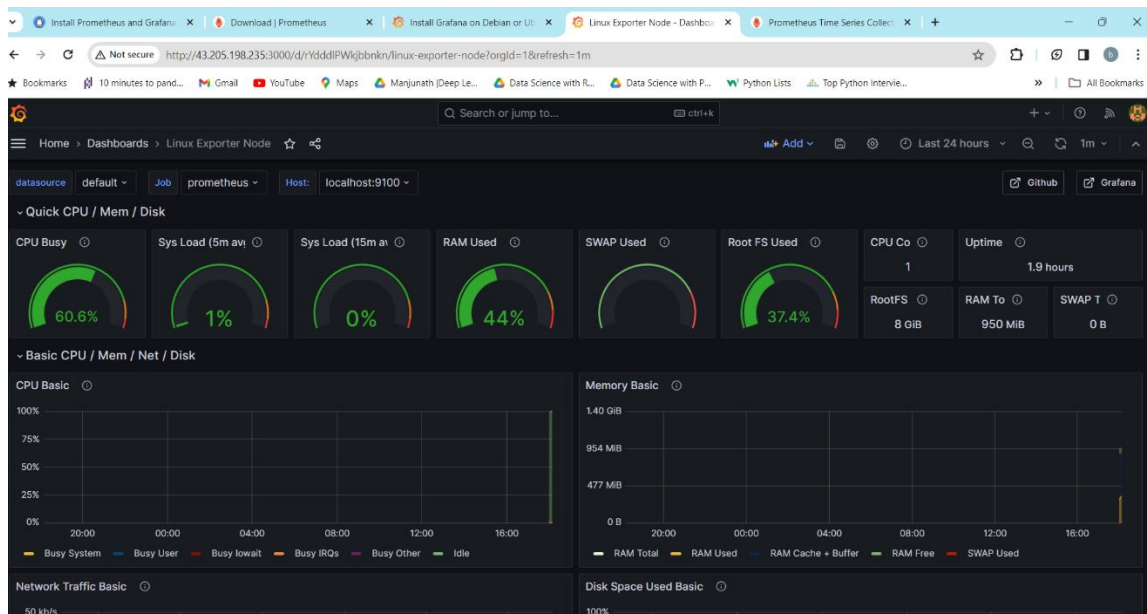 Install Prometheus and Grafana
Download | Prometheus
Install Grafana on Debian or Ub
Linux Exporter Node - Dashboa
Prometheus Time Series Collect
Not secure http://43.205.198.235:3000/d/rYdddlPWkjbbnkn/linux-exporter-node?orgId=1&refresh=1m
Bookmarks 10 minutes to pand... Gmail YouTube Maps Manjunath |Deep Le... Data Science with R... Data Science with P... Python Lists Top Python Intervie... » All Bookmarks
Search or jump to... ctrl+k
Home › Dashboards › Linux Exporter Node Add Last 24 hours 1m
datasource default Job prometheus Host: localhost:9100 Github Grafana
Quick CPU / Mem / Disk
CPU Busy
60.6%
Sys Load (5m avg
1%
Sys Load (15m av
0%
RAM Used
44%
SWAP Used
Root FS Used
37.4%
CPU Co
1
Uptime
1.9 hours
RootFS
8 GiB
RAM To
950 MiB
SWAP T
0 B
Basic CPU / Mem / Net / Disk
CPU Basic
100%
75%
50%
25%
0%
20:00 00:00 04:00 08:00 12:00 16:00
Busy System Busy User Busy Iowait Busy IRQs Busy Other Idle
Memory Basic
1.40 GiB
954 MiB
477 MiB
0 B
20:00 00:00 04:00 08:00 12:00 16:00
RAM Total RAM Used RAM Cache + Buffer RAM Free SWAP Used
Network Traffic Basic
50 kb/s
Disk Space Used Basic
100%